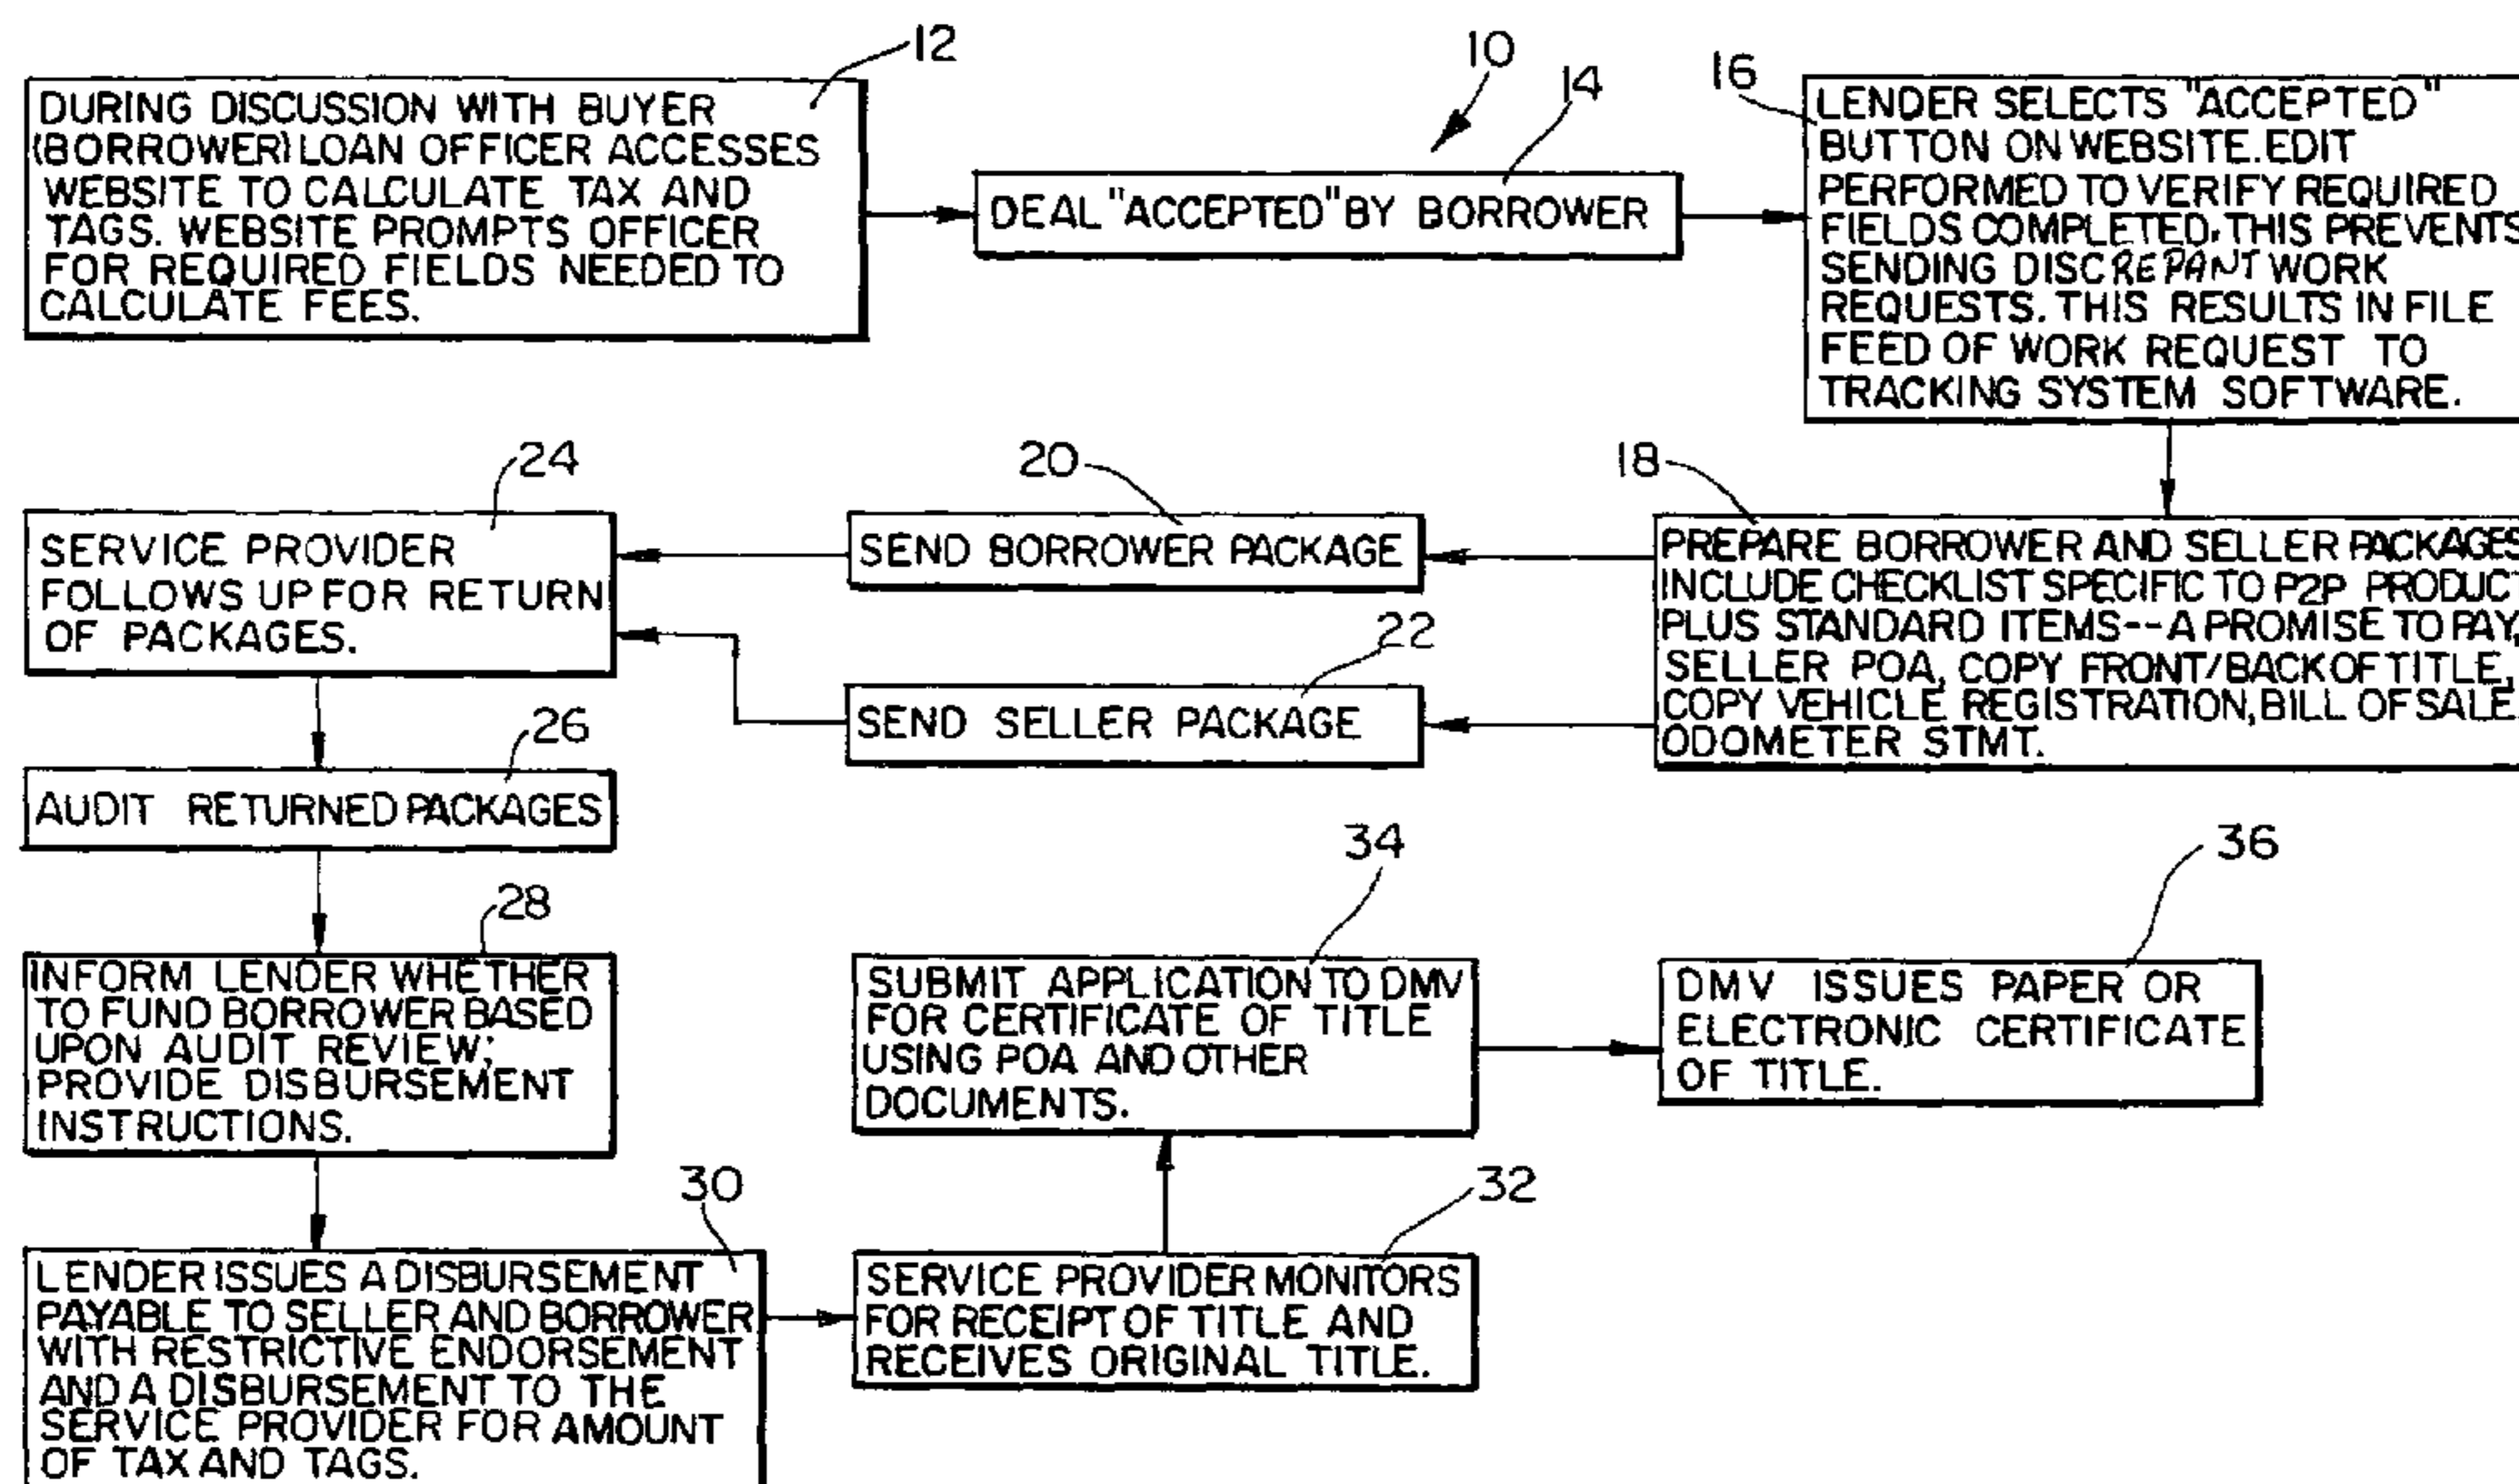 12
DURING DISCUSSION WITH BUYER
(BORROWER) LOAN OFFICER ACCESSES
WEBSITE TO CALCULATE TAX AND
TAGS. WEBSITE PROMPTS OFFICER
FOR REQUIRED FIELDS NEEDED TO
CALCULATE FEES.
10
14
DEAL "ACCEPTED" BY BORROWER
16
LENDER SELECTS "ACCEPTED"
BUTTON ON WEBSITE. EDIT
PERFORMED TO VERIFY REQUIRED
FIELDS COMPLETED, THIS PREVENTS
SENDING DISCREPANT WORK
REQUESTS. THIS RESULTS IN FILE
FEED OF WORK REQUEST TO
TRACKING SYSTEM SOFTWARE.
18
PREPARE BORROWER AND SELLER PACKAGES
INCLUDE CHECKLIST SPECIFIC TO P2P PRODUCT
PLUS STANDARD ITEMS--A PROMISE TO PAY,
SELLER POA, COPY FRONT/BACK OF TITLE,
COPY VEHICLE REGISTRATION, BILL OF SALE
ODOMETER STMT.
20
SEND BORROWER PACKAGE
22
SEND SELLER PACKAGE
24
SERVICE PROVIDER
FOLLOWS UP FOR RETURN
OF PACKAGES.
26
AUDIT RETURNED PACKAGES
28
INFORM LENDER WHETHER
TO FUND BORROWER BASED
UPON AUDIT REVIEW;
PROVIDE DISBURSEMENT
INSTRUCTIONS.
30
LENDER ISSUES A DISBURSEMENT
PAYABLE TO SELLER AND BORROWER
WITH RESTRICTIVE ENDORSEMENT
AND A DISBURSEMENT TO THE
SERVICE PROVIDER FOR AMOUNT
OF TAX AND TAGS.
32
SERVICE PROVIDER MONITORS
FOR RECEIPT OF TITLE AND
RECEIVES ORIGINAL TITLE.
34
SUBMIT APPLICATION TO DMV
FOR CERTIFICATE OF TITLE
USING POA AND OTHER
DOCUMENTS.
36
DMV ISSUES PAPER OR
ELECTRONIC CERTIFICATE
OF TITLE.